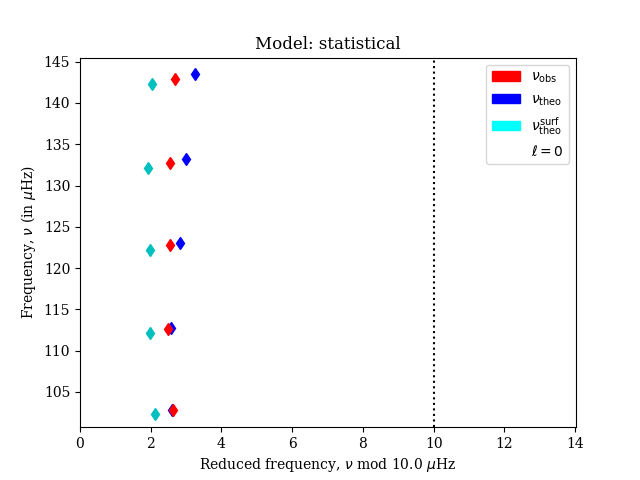 Model: statistical
145
140
135
130
125
120
115
110
105
Frequency, ν (in μHz)
ν_obs
ν_theo
ν_theo^surf
ℓ = 0
0 2 4 6 8 10 12 14
Reduced frequency, ν mod 10.0 μHz